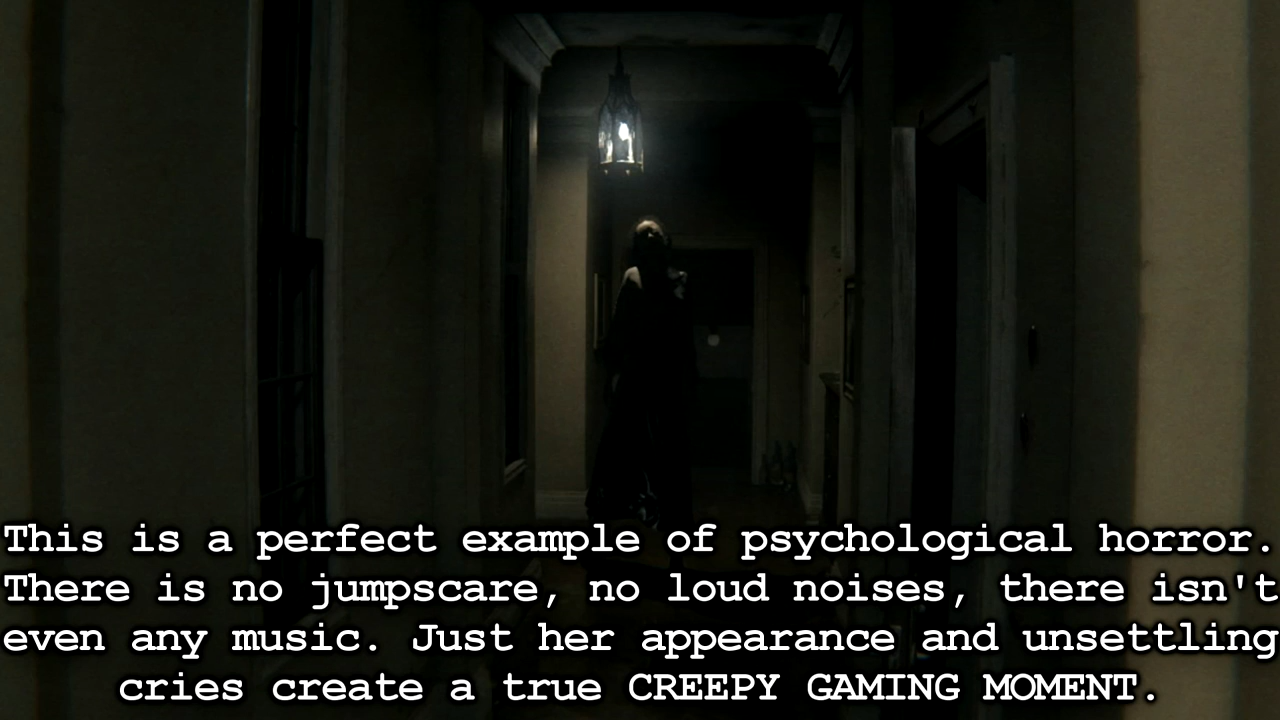 This is a perfect example of psychological horror.
There is no jumpscare, no loud noises, there isn't
even any music. Just her appearance and unsettling
cries create a true CREEPY GAMING MOMENT.